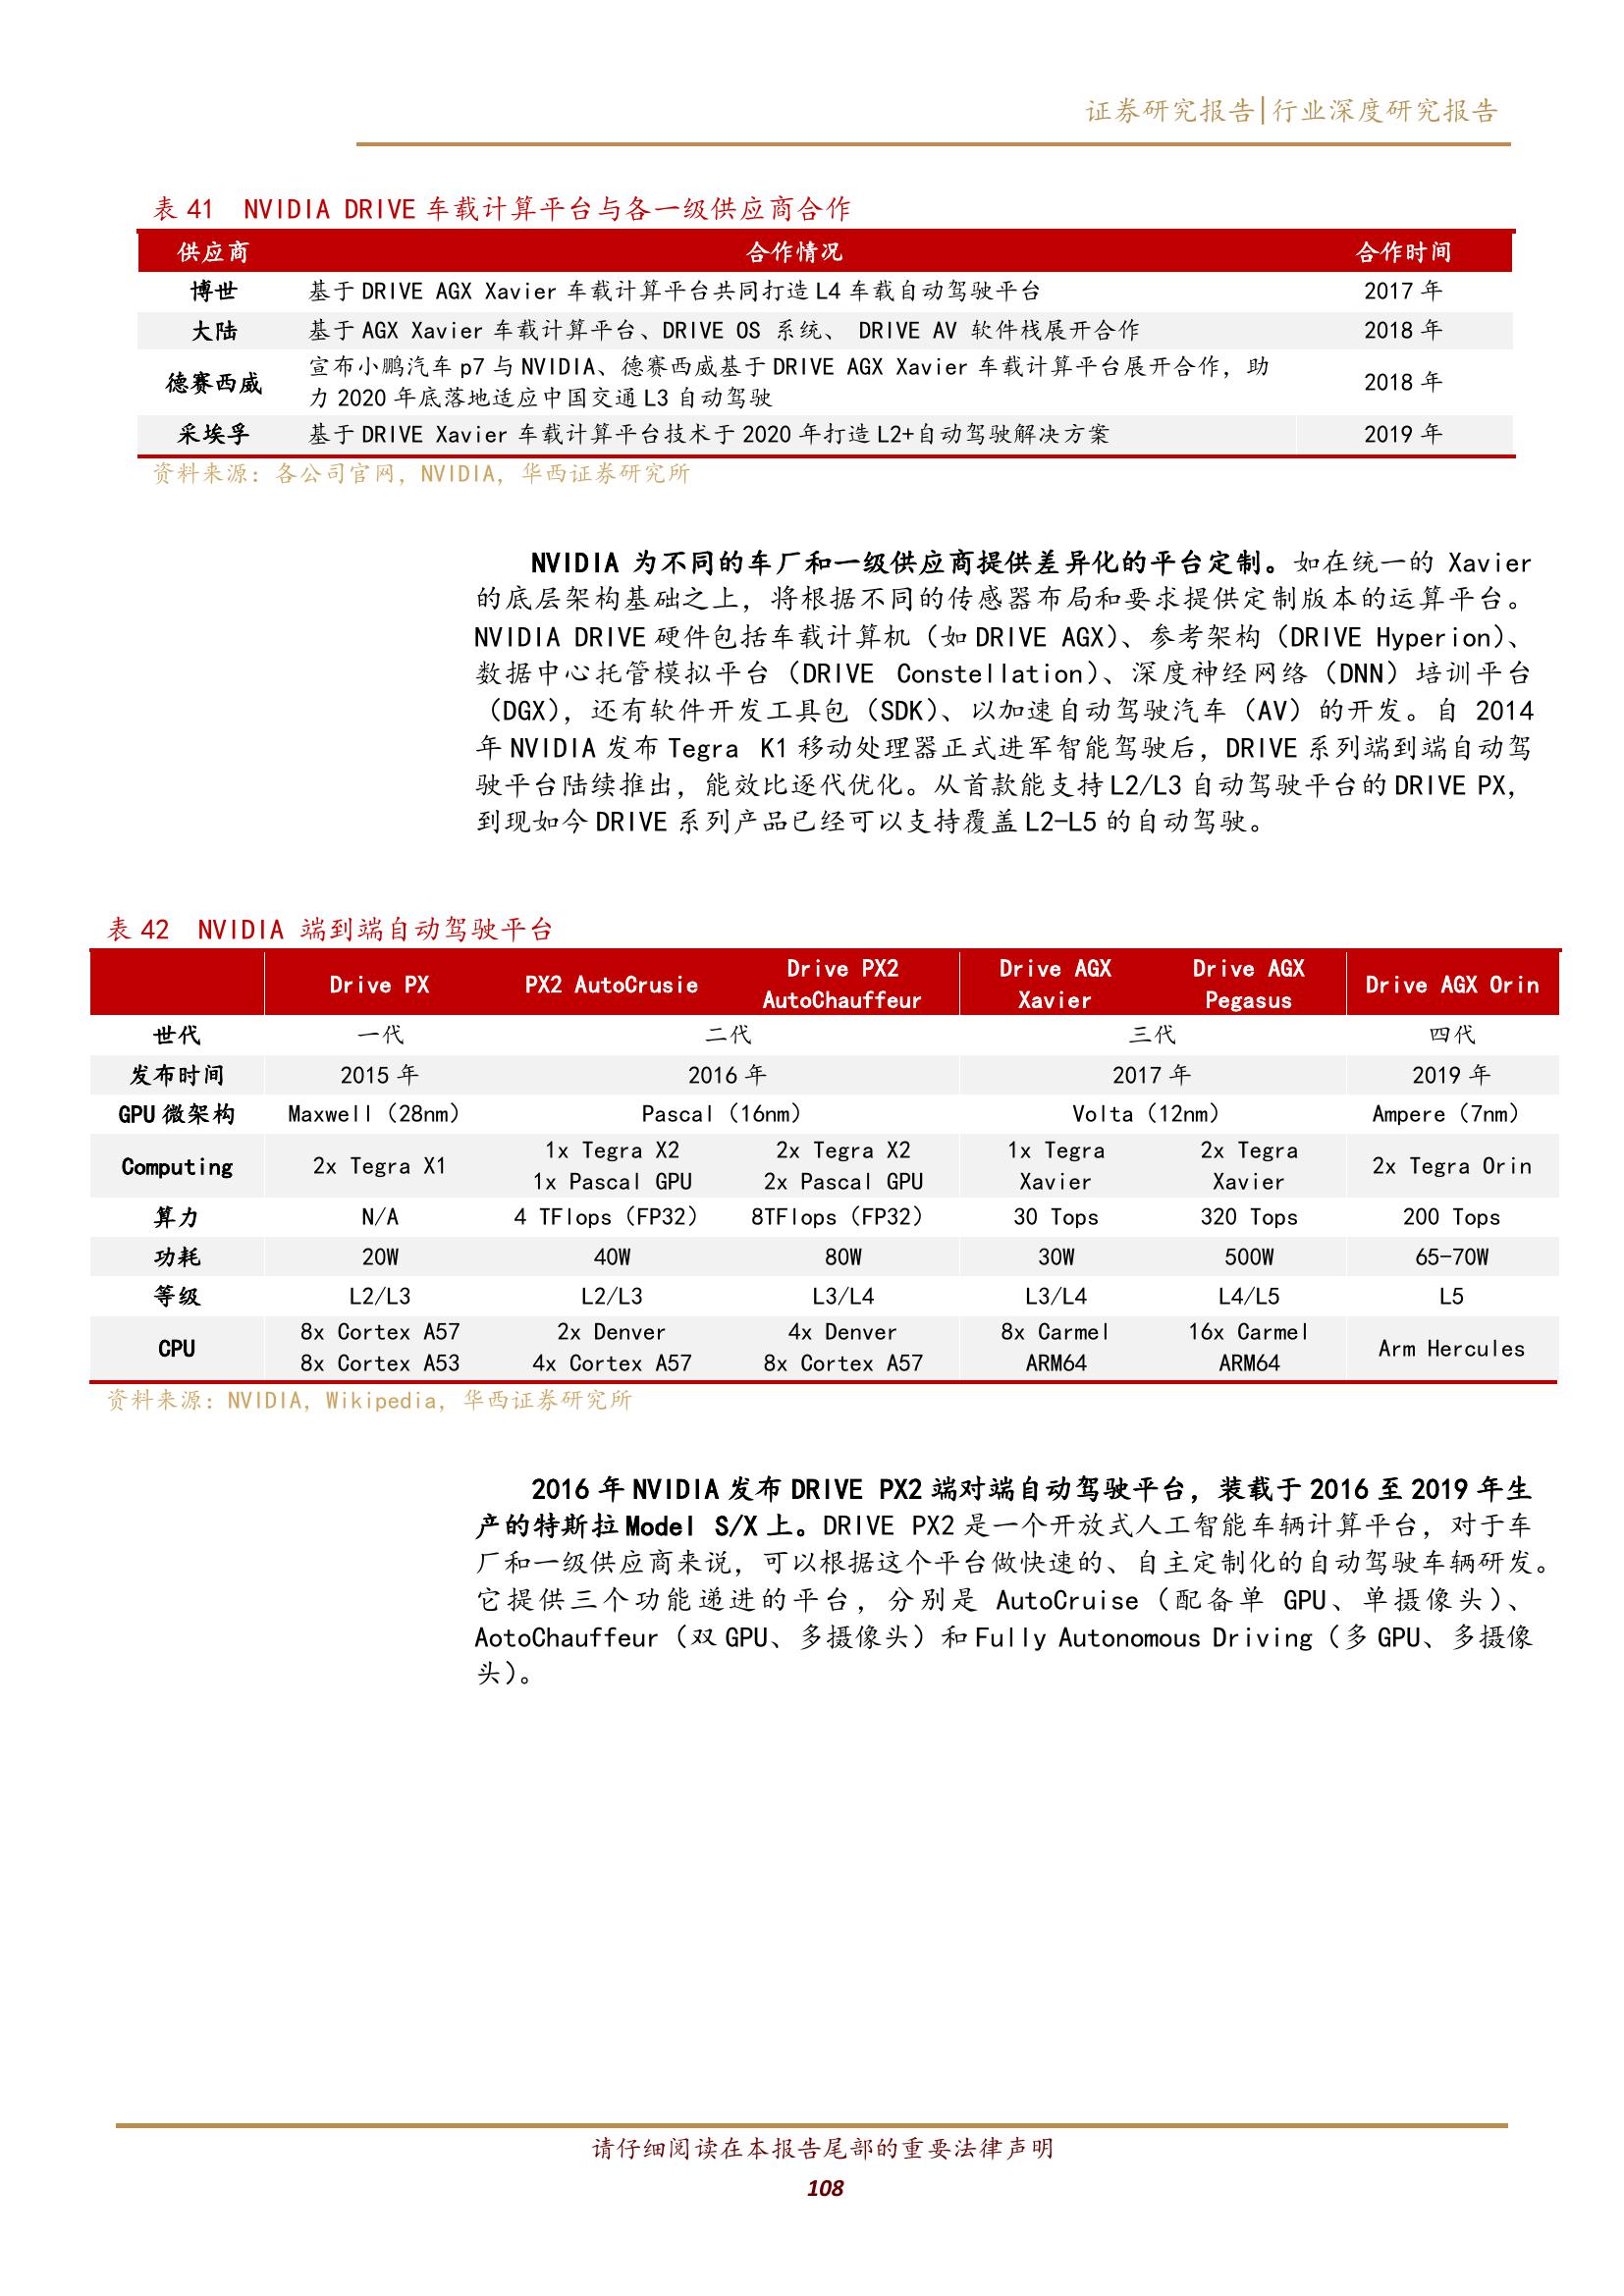 证券研究报告|行业深度研究报告
表 41 NVIDIA DRIVE 车载计算平台与各一级供应商合作
供应商 合作情况 合作时间
博世 基于 DRIVE AGX Xavier 车载计算平台共同打造 L4 车载自动驾驶平台 2017 年
大陆 基于 AGX Xavier 车载计算平台、DRIVE OS 系统、 DRIVE AV 软件栈展开合作 2018 年
宣布小鹏汽车 p7 与 NVIDIA、德赛西威基于 DRIVE AGX Xavier 车载计算平台展开合作，助
德赛西威 2018 年
力 2020 年底落地适应中国交通 L3 自动驾驶
采埃孚 基于 DRIVE Xavier 车载计算平台技术于 2020 年打造 L2+自动驾驶解决方案 2019 年
资料来源：各公司官网，NVIDIA，华西证券研究所
NVIDIA 为不同的车厂和一级供应商提供差异化的平台定制。如在统一的 Xavier
的底层架构基础之上，将根据不同的传感器布局和要求提供定制版本的运算平台。
NVIDIA DRIVE 硬件包括车载计算机（如 DRIVE AGX）、参考架构（DRIVE Hyperion）、
数据中心托管模拟平台（DRIVE Constellation）、深度神经网络（DNN）培训平台
（DGX），还有软件开发工具包（SDK）、以加速自动驾驶汽车（AV）的开发。自 2014
年 NVIDIA 发布 Tegra K1 移动处理器正式进军智能驾驶后，DRIVE 系列端到端自动驾
驶平台陆续推出，能效比逐代优化。从首款能支持 L2/L3 自动驾驶平台的 DRIVE PX，
到现如今 DRIVE 系列产品已经可以支持覆盖 L2-L5 的自动驾驶。
表 42 NVIDIA 端到端自动驾驶平台
Drive PX PX2 AutoCrusie Drive PX2 Drive AGX Drive AGX Drive AGX Orin
AutoChauffeur Xavier Pegasus
世代 一代 二代 三代 四代
发布时间 2015 年 2016 年 2017 年 2019 年
GPU 微架构 Maxwell（28nm） Pascal（16nm） Volta（12nm） Ampere（7nm）
1x Tegra X2 2x Tegra X2 1x Tegra 2x Tegra
Computing 2x Tegra X1 2x Tegra Orin
1x Pascal GPU 2x Pascal GPU Xavier Xavier
算力 N/A 4 TFlops（FP32） 8TFlops（FP32） 30 Tops 320 Tops 200 Tops
功耗 20W 40W 80W 30W 500W 65-70W
等级 L2/L3 L2/L3 L3/L4 L3/L4 L4/L5 L5
8x Cortex A57 2x Denver 4x Denver 8x Carmel 16x Carmel
CPU Arm Hercules
8x Cortex A53 4x Cortex A57 8x Cortex A57 ARM64 ARM64
资料来源：NVIDIA，Wikipedia，华西证券研究所
2016 年 NVIDIA 发布 DRIVE PX2 端对端自动驾驶平台，装载于 2016 至 2019 年生
产的特斯拉 Model S/X 上。DRIVE PX2 是一个开放式人工智能车辆计算平台，对于车
厂和一级供应商来说，可以根据这个平台做快速的、自主定制化的自动驾驶车辆研发。
它提供三个功能递进的平台，分别是 AutoCruise（配备单 GPU、单摄像头）、
AotoChauffeur（双 GPU、多摄像头）和 Fully Autonomous Driving（多 GPU、多摄像
头）。
请仔细阅读在本报告尾部的重要法律声明
108